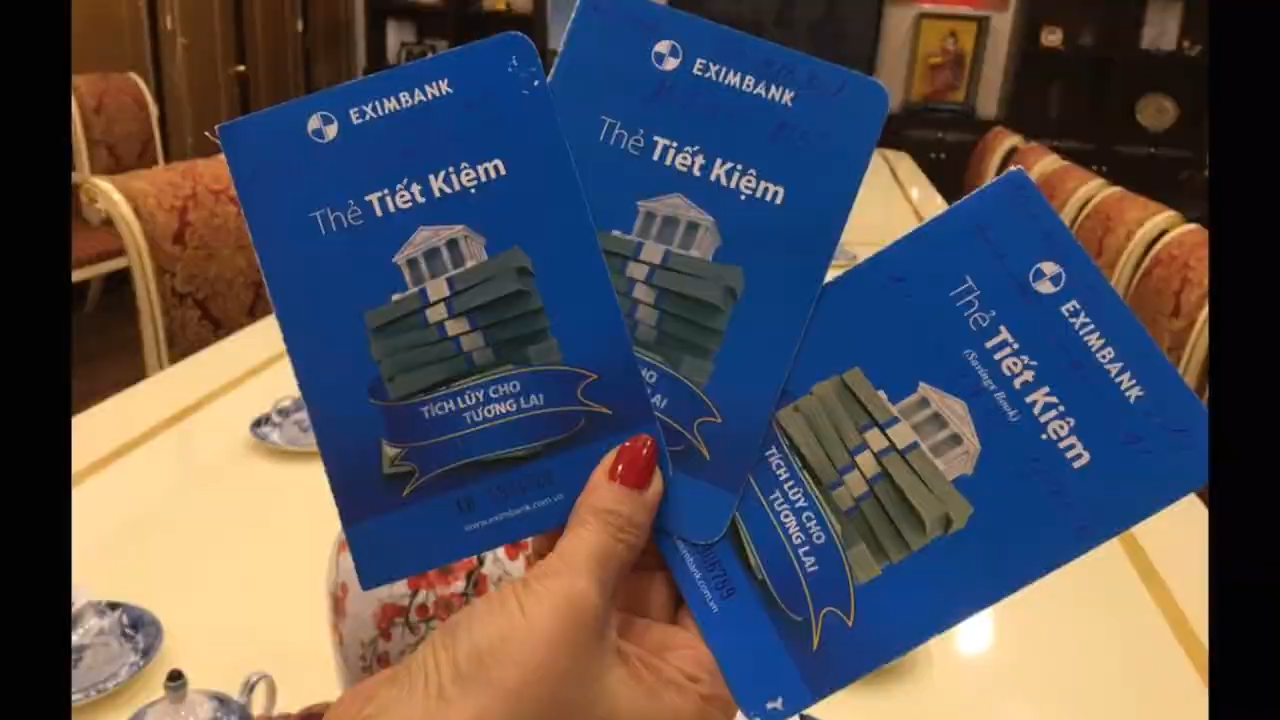 EXIMBANK
Thẻ Tiết Kiệm
TÍCH LŨY CHO
TƯƠNG LAI
www.eximbank.com.vn
EXIMBANK
Thẻ Tiết Kiệm
EXIMBANK
Thẻ Tiết Kiệm
(Savings Book)
TÍCH LŨY CHO
TƯƠNG LAI